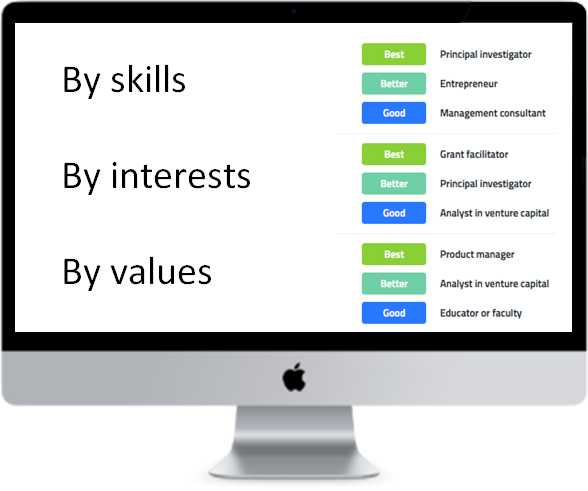 By skills
Best Principal investigator
Better Entrepreneur
Good Management consultant
By interests
Best Grant facilitator
Better Principal investigator
Good Analyst in venture capital
By values
Best Product manager
Better Analyst in venture capital
Good Educator or faculty